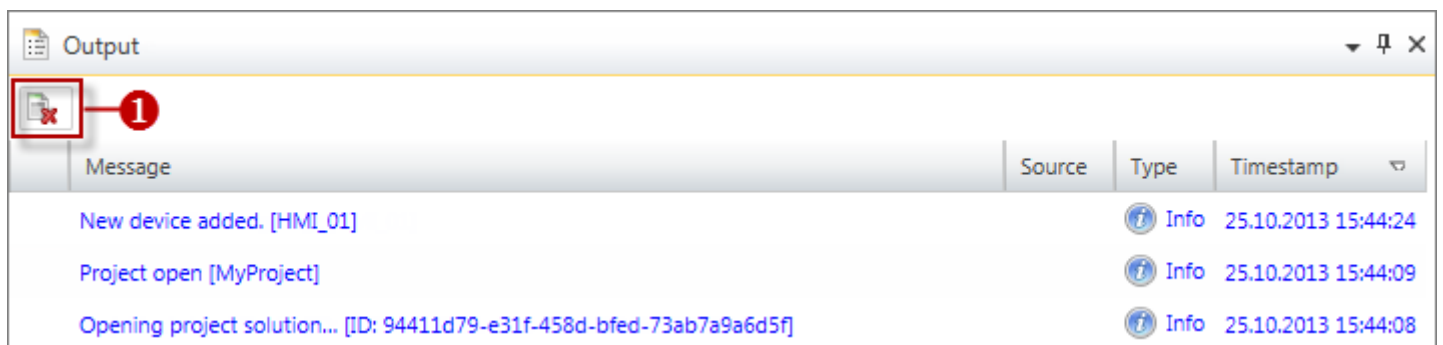 Output
1
Message Source Type Timestamp
New device added. [HMI_01] Info 25.10.2013 15:44:24
Project open [MyProject] Info 25.10.2013 15:44:09
Opening project solution... [ID: 94411d79-e31f-458d-bfed-73ab7a9a6d5f] Info 25.10.2013 15:44:08